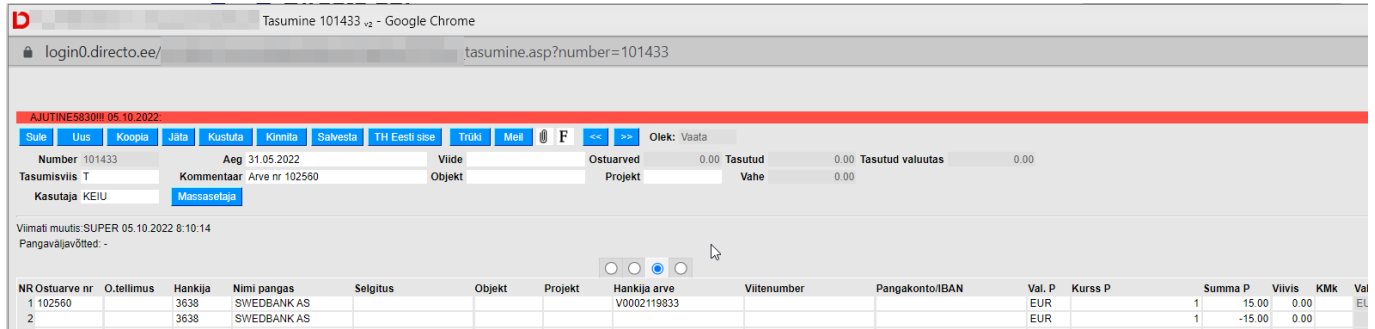 Tasumine 101433 v2 - Google Chrome
login0.directo.ee/ tasumine.asp?number=101433
AJUTINE5830!!! 05.10.2022:
Sule Uus Koopia Jäta Kustuta Kinnita Salvesta TH Eesti sise Trüki Meil F << >> Olek: Vaata
Number 101433 Aeg 31.05.2022 Viide Ostuarved 0.00 Tasutud 0.00 Tasutud valuutas 0.00
Tasumisviis T Kommentaar Arve nr 102560 Objekt Projekt Vahe 0.00
Kasutaja KEIU Massasetaja
Viimati muutis:SUPER 05.10.2022 8:10:14
Pangaväljavõtted: -
NR Ostuarve nr O.tellimus Hankija Nimi pangas Selgitus Objekt Projekt Hankija arve Viitenumber Pangakonto/IBAN Val. P Kurss P Summa P Viivis KMk Val
1 102560 3638 SWEDBANK AS V0002119833 EUR 1 15.00 0.00
2 3638 SWEDBANK AS EUR 1 -15.00 0.00